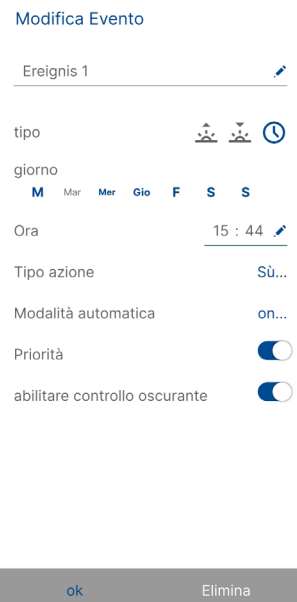 Modifica Evento
Ereignis 1
tipo
giorno
M Mar Mer Gio F S S
Ora 15 : 44
Tipo azione Sù...
Modalità automatica on...
Priorità
abilitare controllo oscurante
ok Elimina